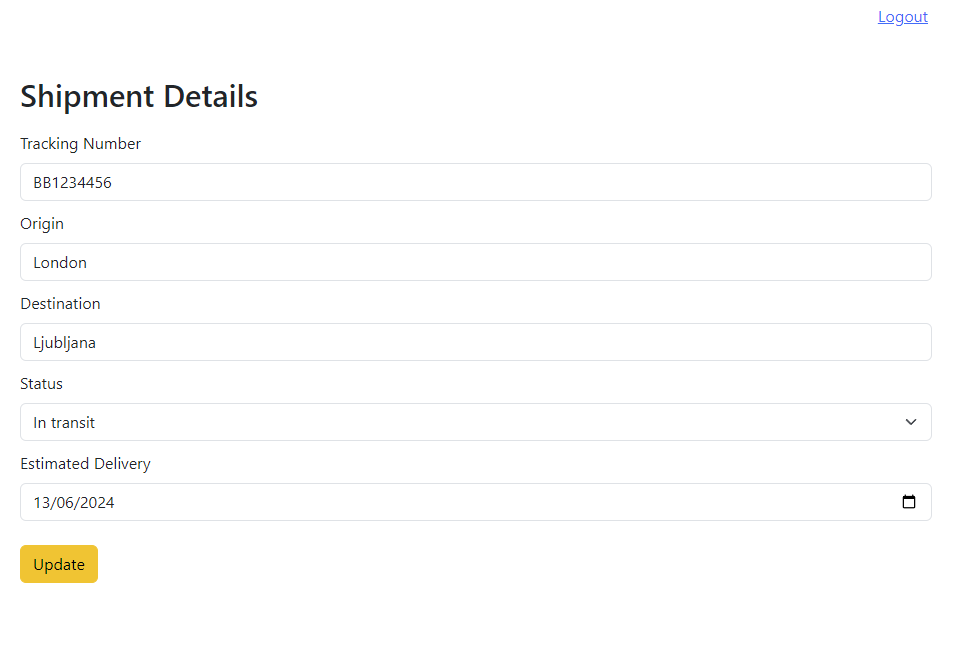 Logout
Shipment Details
Tracking Number
BB1234456
Origin
London
Destination
Ljubljana
Status
In transit
Estimated Delivery
13/06/2024
Update